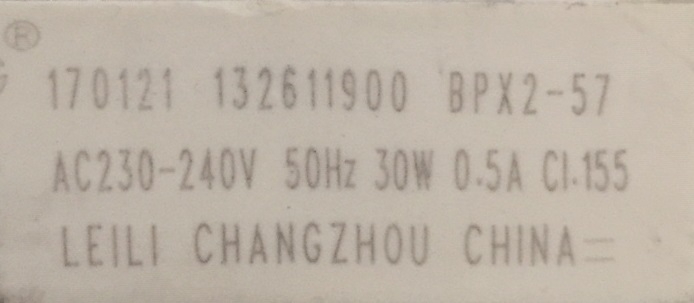 ®
170121 132611900 BPX2-57
AC230-240V 50Hz 30W 0.5A Cl.155
LEILI CHANGZHOU CHINA